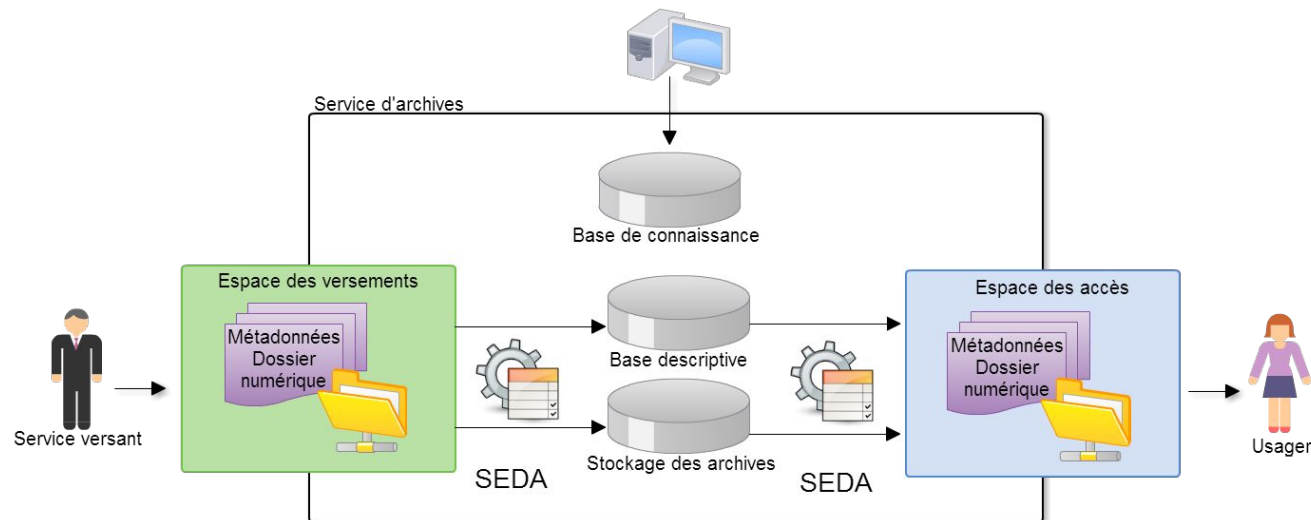 Service d'archives
Base de connaissance
Espace des versements
Métadonnées
Dossier
numérique
Service versant
SEDA
Base descriptive
Stockage des archives
SEDA
Espace des accès
Métadonnées
Dossier
numérique
Usager